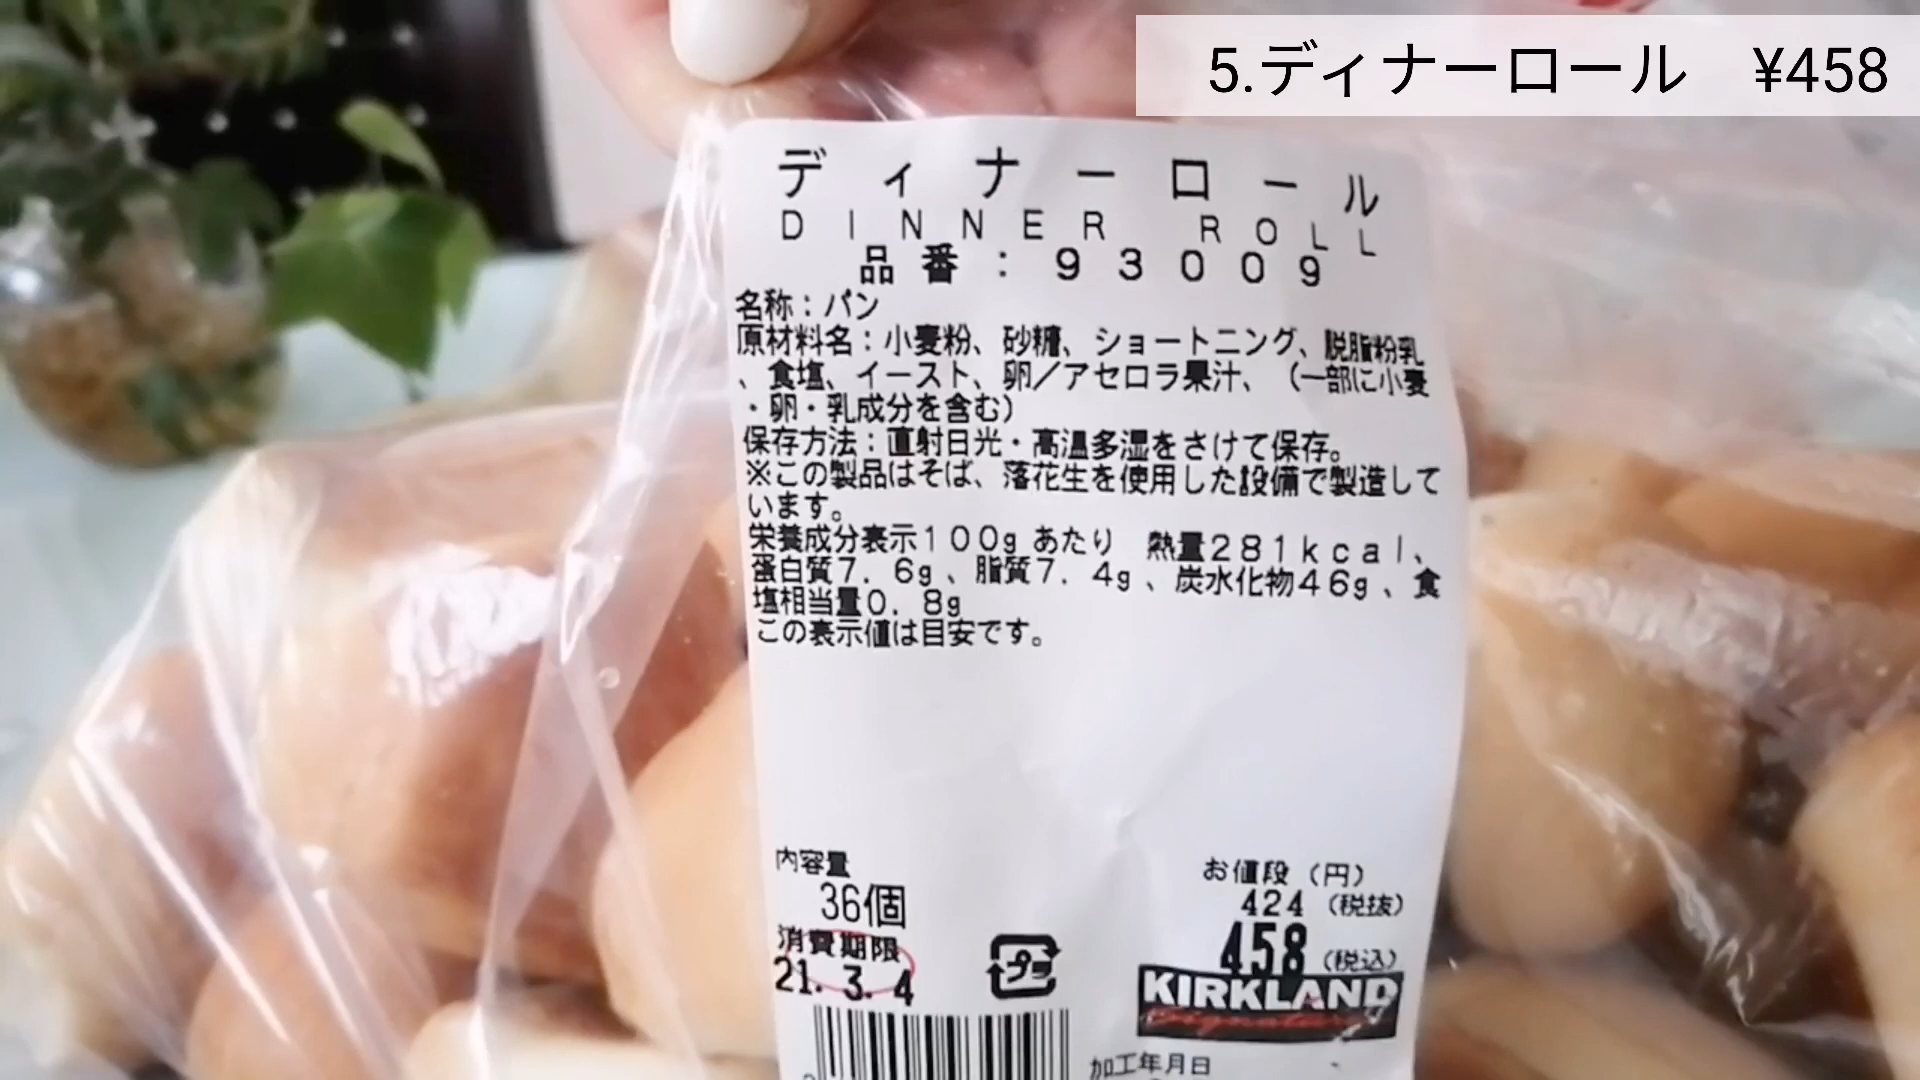 5.ディナーロール ¥458
ディナーロール
DINNER ROLL
品番：93009
名称：パン
原材料名：小麦粉、砂糖、ショートニング、脱脂粉乳
、食塩、イースト、卵／アセロラ果汁、（一部に小麦
・卵・乳成分を含む）
保存方法：直射日光・高温多湿をさけて保存。
※この製品はそば、落花生を使用した設備で製造して
います。
栄養成分表示100gあたり 熱量281kcal、
蛋白質7．6g、脂質7．4g、炭水化物46g、食
塩相当量0．8g
この表示値は目安です。
内容量
36個
消費期限
21. 3. 4
プラ
お値段（円）
424（税抜）
458（税込）
KIRKLAND
Signature
加工年月日